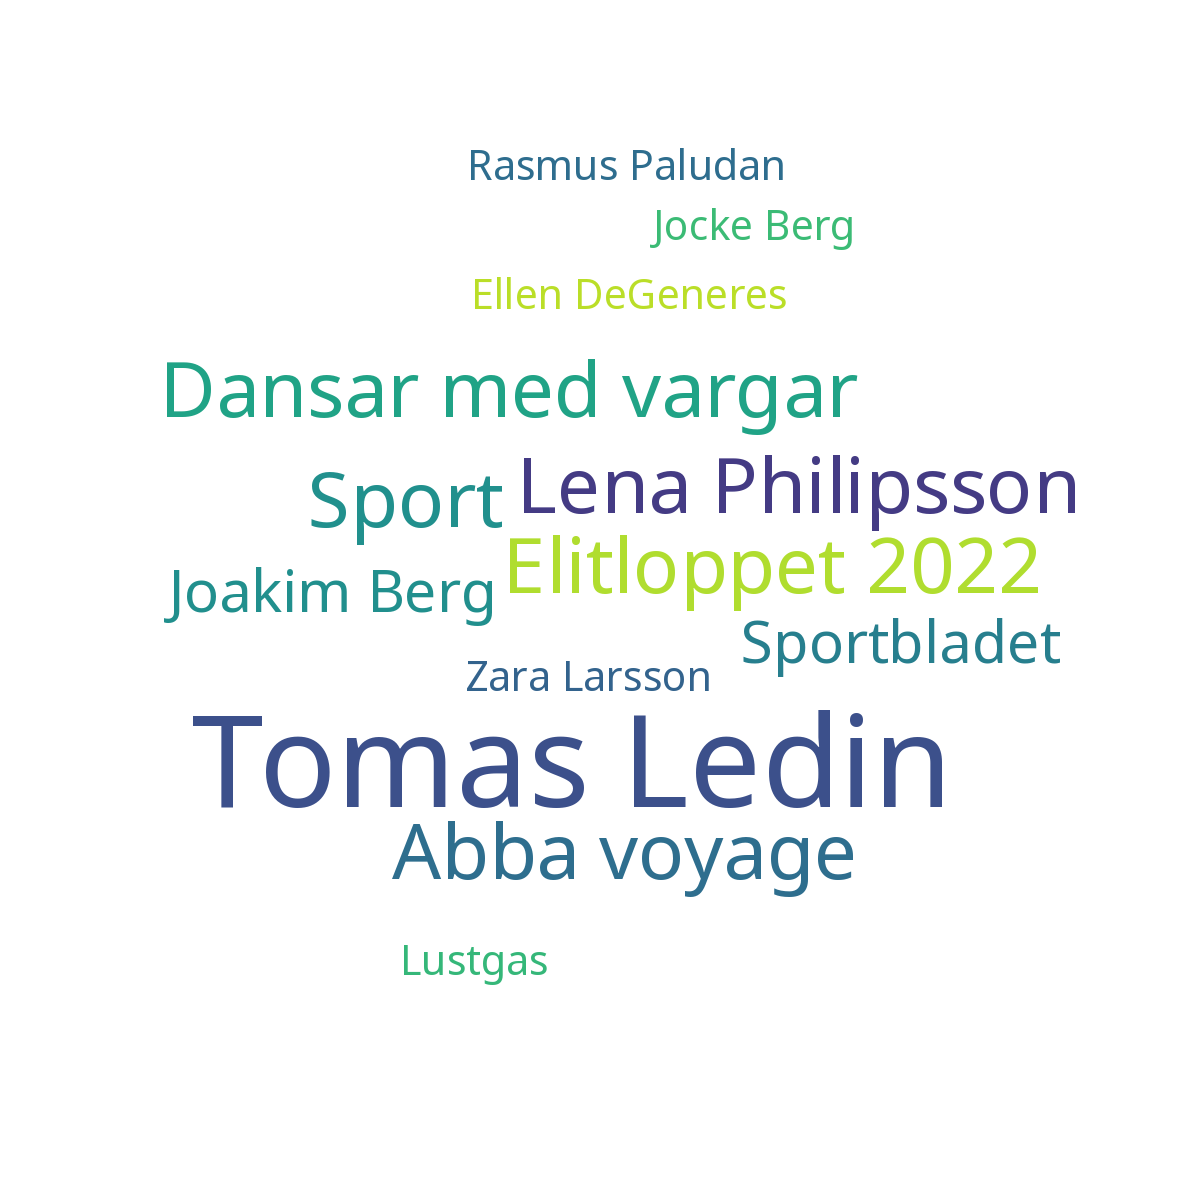 Rasmus Paludan
Jocke Berg
Ellen DeGeneres
Dansar med vargar
Lena Philipsson
Sport
Elitloppet 2022
Joakim Berg
Sportbladet
Zara Larsson
Tomas Ledin
Abba voyage
Lustgas